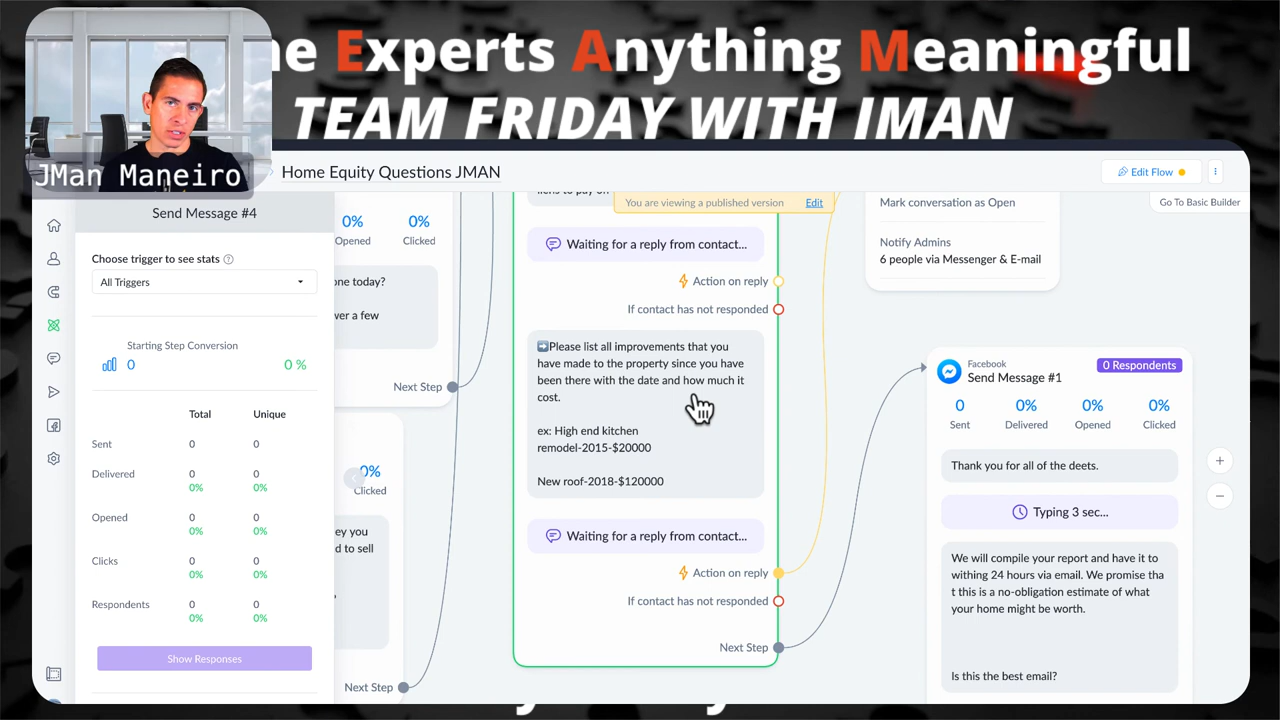 ne Experts Anything Meaningful
TEAM FRIDAY WITH JMAN
JMan Maneiro
Home Equity Questions JMAN
Edit Flow
Send Message #4
You are viewing a published version
Edit
Go To Basic Builder
Choose trigger to see stats
All Triggers
Starting Step Conversion
0
0 %
Total
Unique
Sent
0
0
Delivered
0
0
0%
0%
Opened
0
0
0%
0%
Clicks
0
0
0%
0%
Respondents
0
0
0%
0%
Show Responses
0%
0%
Opened
Clicked
one today?
ver a few
Next Step
0%
Clicked
ey you
d to sell
Next Step
liens to pay off
Waiting for a reply from contact...
Action on reply
If contact has not responded
➡Please list all improvements that you
have made to the property since you have
been there with the date and how much it
cost.
ex: High end kitchen
remodel-2015-$20000
New roof-2018-$120000
Waiting for a reply from contact...
Action on reply
If contact has not responded
Next Step
Mark conversation as Open
Notify Admins
6 people via Messenger & E-mail
Facebook
Send Message #1
0 Respondents
0
0%
0%
0%
Sent
Delivered
Opened
Clicked
Thank you for all of the deets.
Typing 3 sec...
We will compile your report and have it to
withing 24 hours via email. We promise tha
t this is a no-obligation estimate of what
your home might be worth.
Is this the best email?